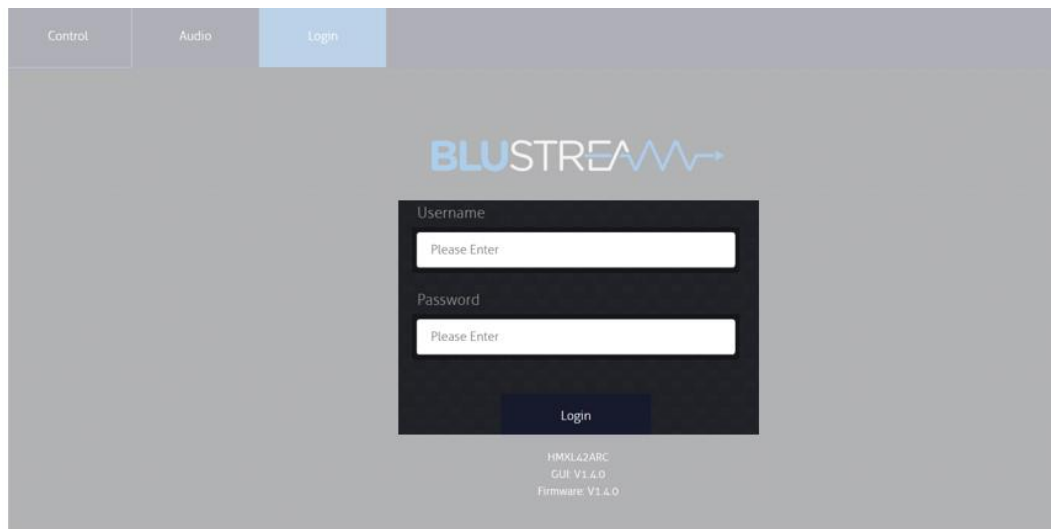 Control
Audio
Login
BLUSTREAM
Username
Please Enter
Password
Please Enter
Login
HMXL42ARC
GUI: V1.4.0
Firmware: V1.4.0